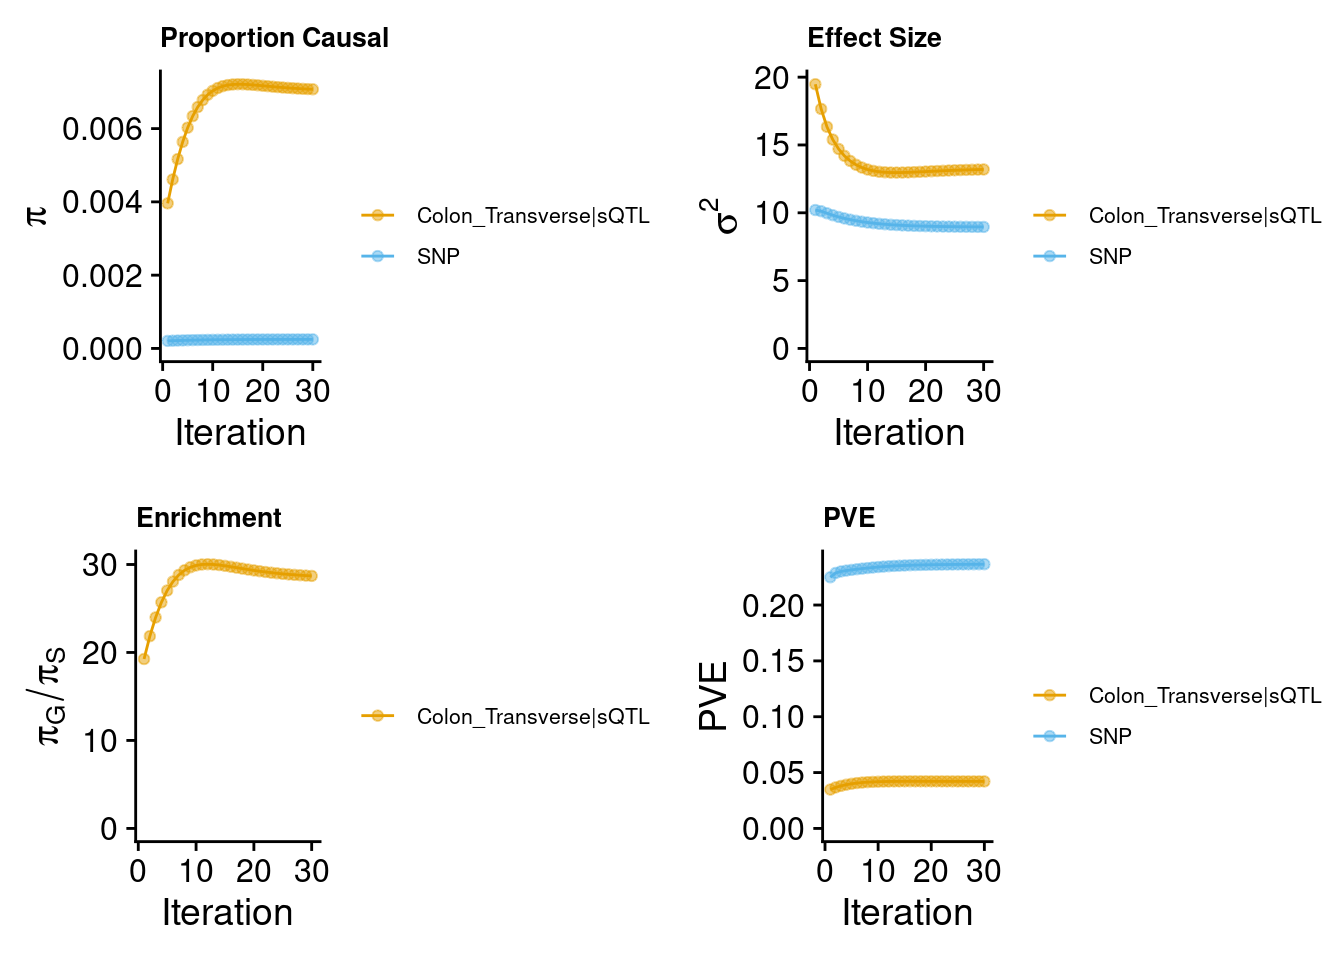 Proportion Causal
π
0.006
0.004
0.002
0.000
0 10 20 30
Iteration
Colon_Transverse|sQTL
SNP
Effect Size
σ²
20
15
10
5
0
0 10 20 30
Iteration
Colon_Transverse|sQTL
SNP
Enrichment
π_G/π_S
30
20
10
0
0 10 20 30
Iteration
Colon_Transverse|sQTL
PVE
PVE
0.20
0.15
0.10
0.05
0.00
0 10 20 30
Iteration
Colon_Transverse|sQTL
SNP